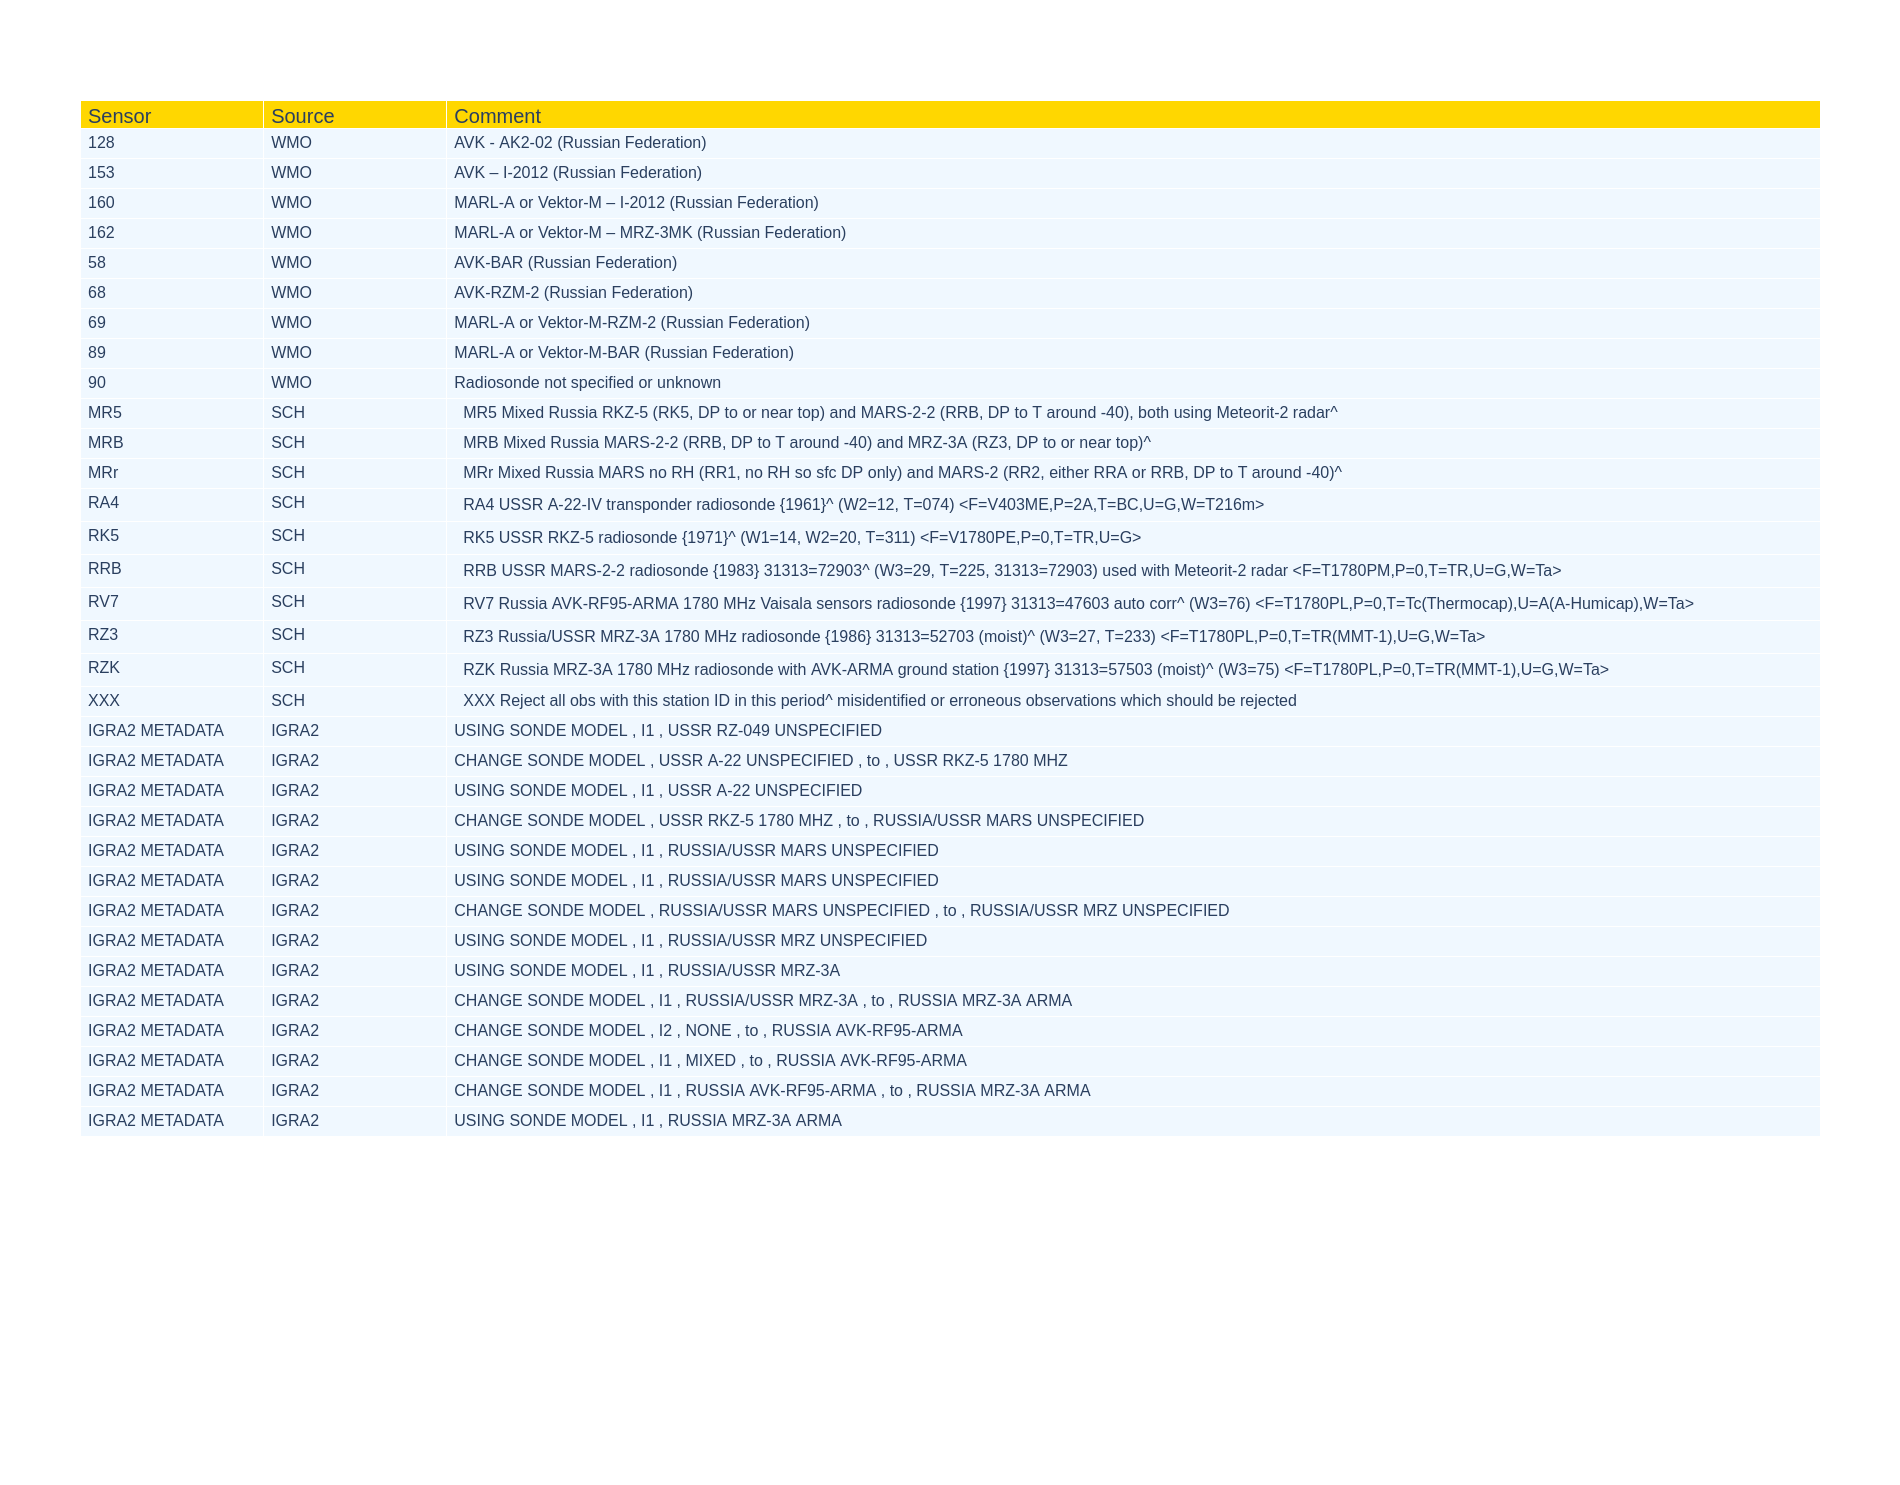 Sensor Source Comment
128 WMO AVK - AK2-02 (Russian Federation)
153 WMO AVK – I-2012 (Russian Federation)
160 WMO MARL-A or Vektor-M – I-2012 (Russian Federation)
162 WMO MARL-A or Vektor-M – MRZ-3MK (Russian Federation)
58 WMO AVK-BAR (Russian Federation)
68 WMO AVK-RZM-2 (Russian Federation)
69 WMO MARL-A or Vektor-M-RZM-2 (Russian Federation)
89 WMO MARL-A or Vektor-M-BAR (Russian Federation)
90 WMO Radiosonde not specified or unknown
MR5 SCH MR5 Mixed Russia RKZ-5 (RK5, DP to or near top) and MARS-2-2 (RRB, DP to T around -40), both using Meteorit-2 radar^
MRB SCH MRB Mixed Russia MARS-2-2 (RRB, DP to T around -40) and MRZ-3A (RZ3, DP to or near top)^
MRr SCH MRr Mixed Russia MARS no RH (RR1, no RH so sfc DP only) and MARS-2 (RR2, either RRA or RRB, DP to T around -40)^
RA4 SCH RA4 USSR A-22-IV transponder radiosonde {1961}^ (W2=12, T=074) <F=V403ME,P=2A,T=BC,U=G,W=T216m>
RK5 SCH RK5 USSR RKZ-5 radiosonde {1971}^ (W1=14, W2=20, T=311) <F=V1780PE,P=0,T=TR,U=G>
RRB SCH RRB USSR MARS-2-2 radiosonde {1983} 31313=72903^ (W3=29, T=225, 31313=72903) used with Meteorit-2 radar <F=T1780PM,P=0,T=TR,U=G,W=Ta>
RV7 SCH RV7 Russia AVK-RF95-ARMA 1780 MHz Vaisala sensors radiosonde {1997} 31313=47603 auto corr^ (W3=76) <F=T1780PL,P=0,T=Tc(Thermocap),U=A(A-Humicap),W=Ta>
RZ3 SCH RZ3 Russia/USSR MRZ-3A 1780 MHz radiosonde {1986} 31313=52703 (moist)^ (W3=27, T=233) <F=T1780PL,P=0,T=TR(MMT-1),U=G,W=Ta>
RZK SCH RZK Russia MRZ-3A 1780 MHz radiosonde with AVK-ARMA ground station {1997} 31313=57503 (moist)^ (W3=75) <F=T1780PL,P=0,T=TR(MMT-1),U=G,W=Ta>
XXX SCH XXX Reject all obs with this station ID in this period^ misidentified or erroneous observations which should be rejected
IGRA2 METADATA IGRA2 USING SONDE MODEL , I1 , USSR RZ-049 UNSPECIFIED
IGRA2 METADATA IGRA2 CHANGE SONDE MODEL , USSR A-22 UNSPECIFIED , to , USSR RKZ-5 1780 MHZ
IGRA2 METADATA IGRA2 USING SONDE MODEL , I1 , USSR A-22 UNSPECIFIED
IGRA2 METADATA IGRA2 CHANGE SONDE MODEL , USSR RKZ-5 1780 MHZ , to , RUSSIA/USSR MARS UNSPECIFIED
IGRA2 METADATA IGRA2 USING SONDE MODEL , I1 , RUSSIA/USSR MARS UNSPECIFIED
IGRA2 METADATA IGRA2 USING SONDE MODEL , I1 , RUSSIA/USSR MARS UNSPECIFIED
IGRA2 METADATA IGRA2 CHANGE SONDE MODEL , RUSSIA/USSR MARS UNSPECIFIED , to , RUSSIA/USSR MRZ UNSPECIFIED
IGRA2 METADATA IGRA2 USING SONDE MODEL , I1 , RUSSIA/USSR MRZ UNSPECIFIED
IGRA2 METADATA IGRA2 USING SONDE MODEL , I1 , RUSSIA/USSR MRZ-3A
IGRA2 METADATA IGRA2 CHANGE SONDE MODEL , I1 , RUSSIA/USSR MRZ-3A , to , RUSSIA MRZ-3A ARMA
IGRA2 METADATA IGRA2 CHANGE SONDE MODEL , I2 , NONE , to , RUSSIA AVK-RF95-ARMA
IGRA2 METADATA IGRA2 CHANGE SONDE MODEL , I1 , MIXED , to , RUSSIA AVK-RF95-ARMA
IGRA2 METADATA IGRA2 CHANGE SONDE MODEL , I1 , RUSSIA AVK-RF95-ARMA , to , RUSSIA MRZ-3A ARMA
IGRA2 METADATA IGRA2 USING SONDE MODEL , I1 , RUSSIA MRZ-3A ARMA